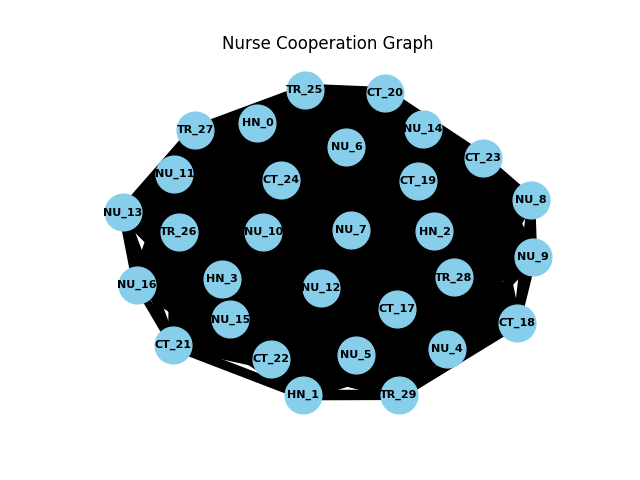 Nurse Cooperation Graph
TR_25
CT_20
HN_0
TR_27
NU_14
NU_6
CT_23
NU_11
CT_24
CT_19
NU_8
NU_13
TR_26
NU_10
NU_7
HN_2
NU_9
HN_3
TR_28
NU_16
NU_12
CT_17
NU_15
CT_18
CT_21
NU_4
NU_5
CT_22
HN_1
TR_29